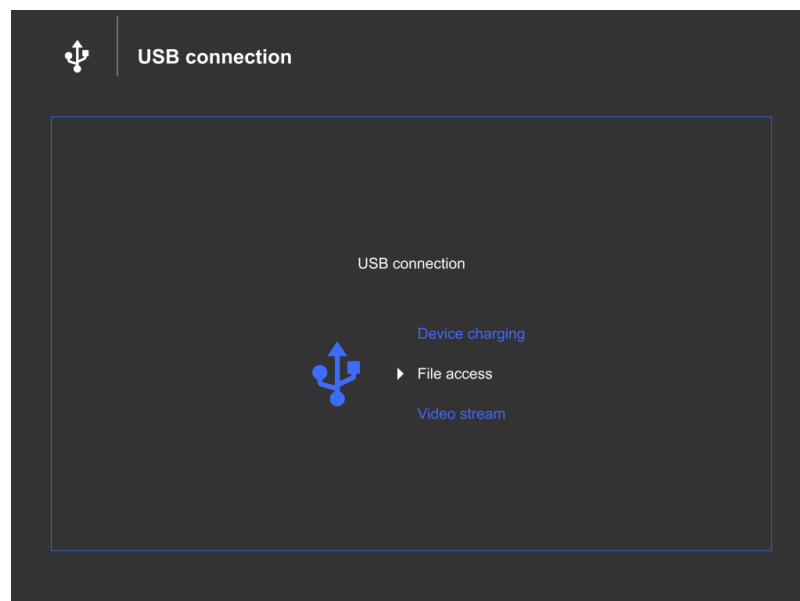 USB connection
USB connection
Device charging
File access
Video stream